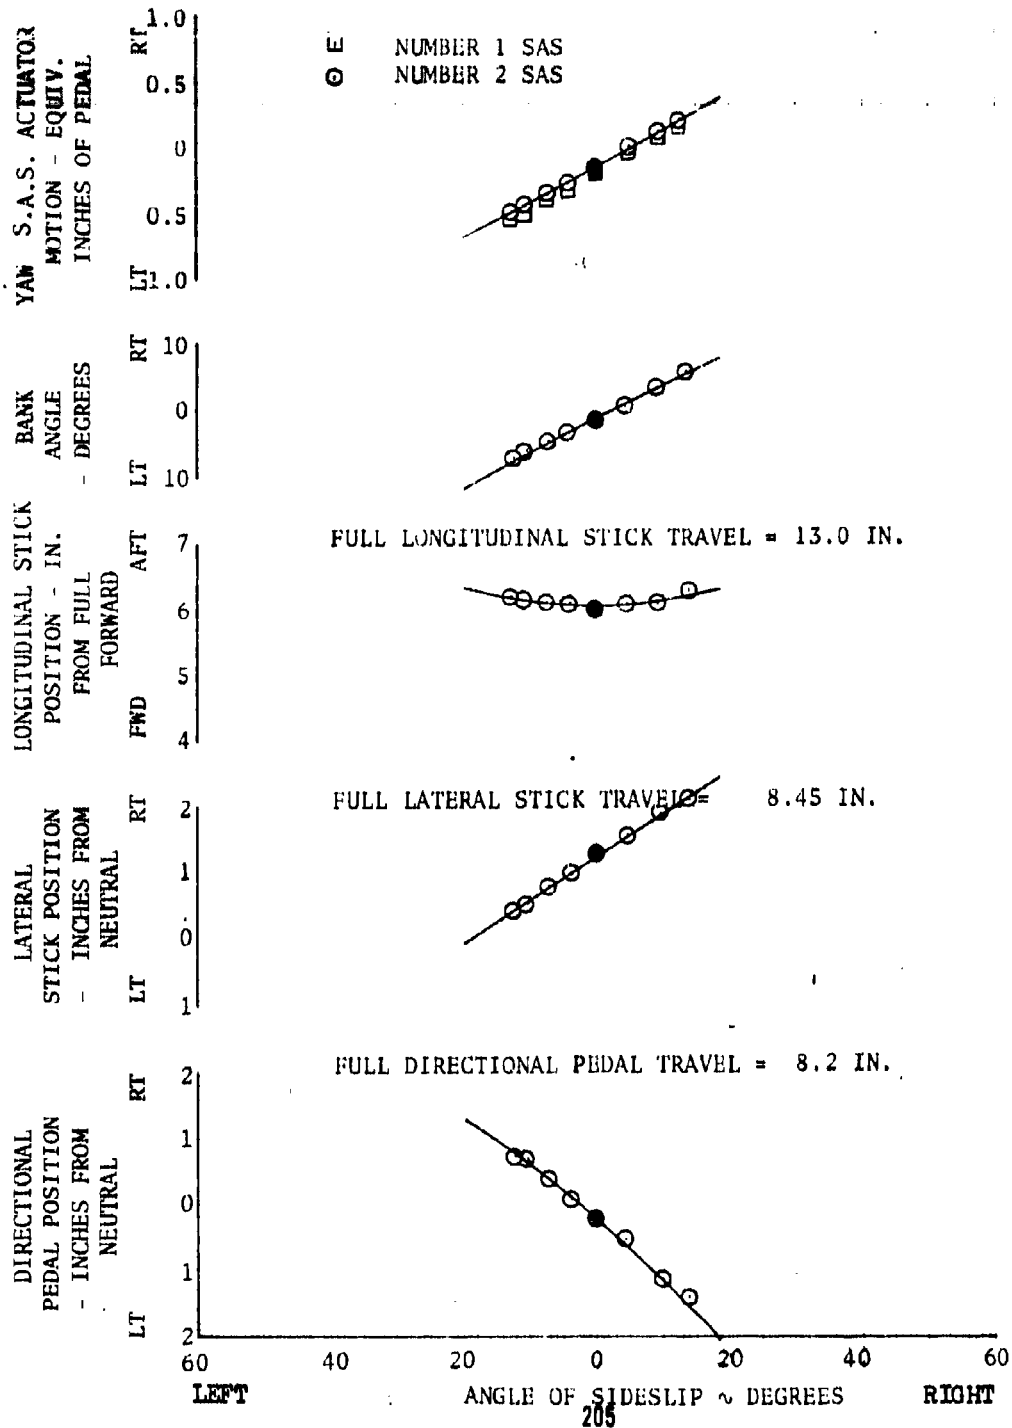 YAW S.A.S. ACTUATOR
MOTION - EQUIV.
INCHES OF PEDAL
LT RT
1.0
0.5
0
0.5
1.0
E NUMBER 1 SAS
⊙ NUMBER 2 SAS
BANK
ANGLE
- DEGREES
LT RT
10
0
10
LONGITUDINAL STICK
POSITION - IN.
FROM FULL
FORWARD
FWD AFT
7
6
5
4
FULL LONGITUDINAL STICK TRAVEL = 13.0 IN.
LATERAL
STICK POSITION
- INCHES FROM
NEUTRAL
LT RT
2
1
0
1
FULL LATERAL STICK TRAVEL = 8.45 IN.
DIRECTIONAL
PEDAL POSITION
- INCHES FROM
NEUTRAL
LT RT
2
1
0
1
2
FULL DIRECTIONAL PEDAL TRAVEL = 8.2 IN.
60 40 20 0 20 40 60
LEFT ANGLE OF SIDESLIP ~ DEGREES RIGHT
205